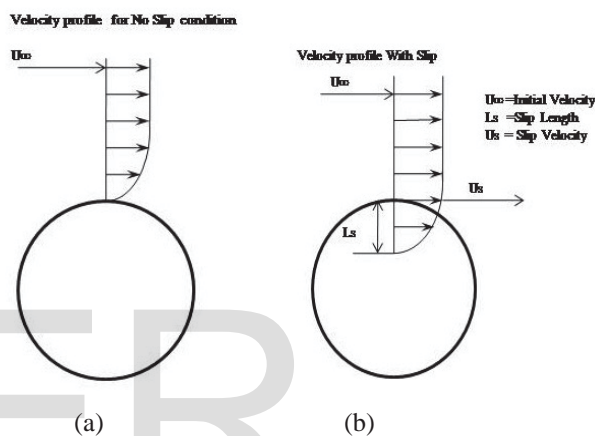 Velocity profile for No Slip condition
U∞
Velocity profile With Slip
U∞
U∞=Initial Velocity
Ls =Slip Length
Us = Slip Velocity
Us
Ls
ER
(a) (b)